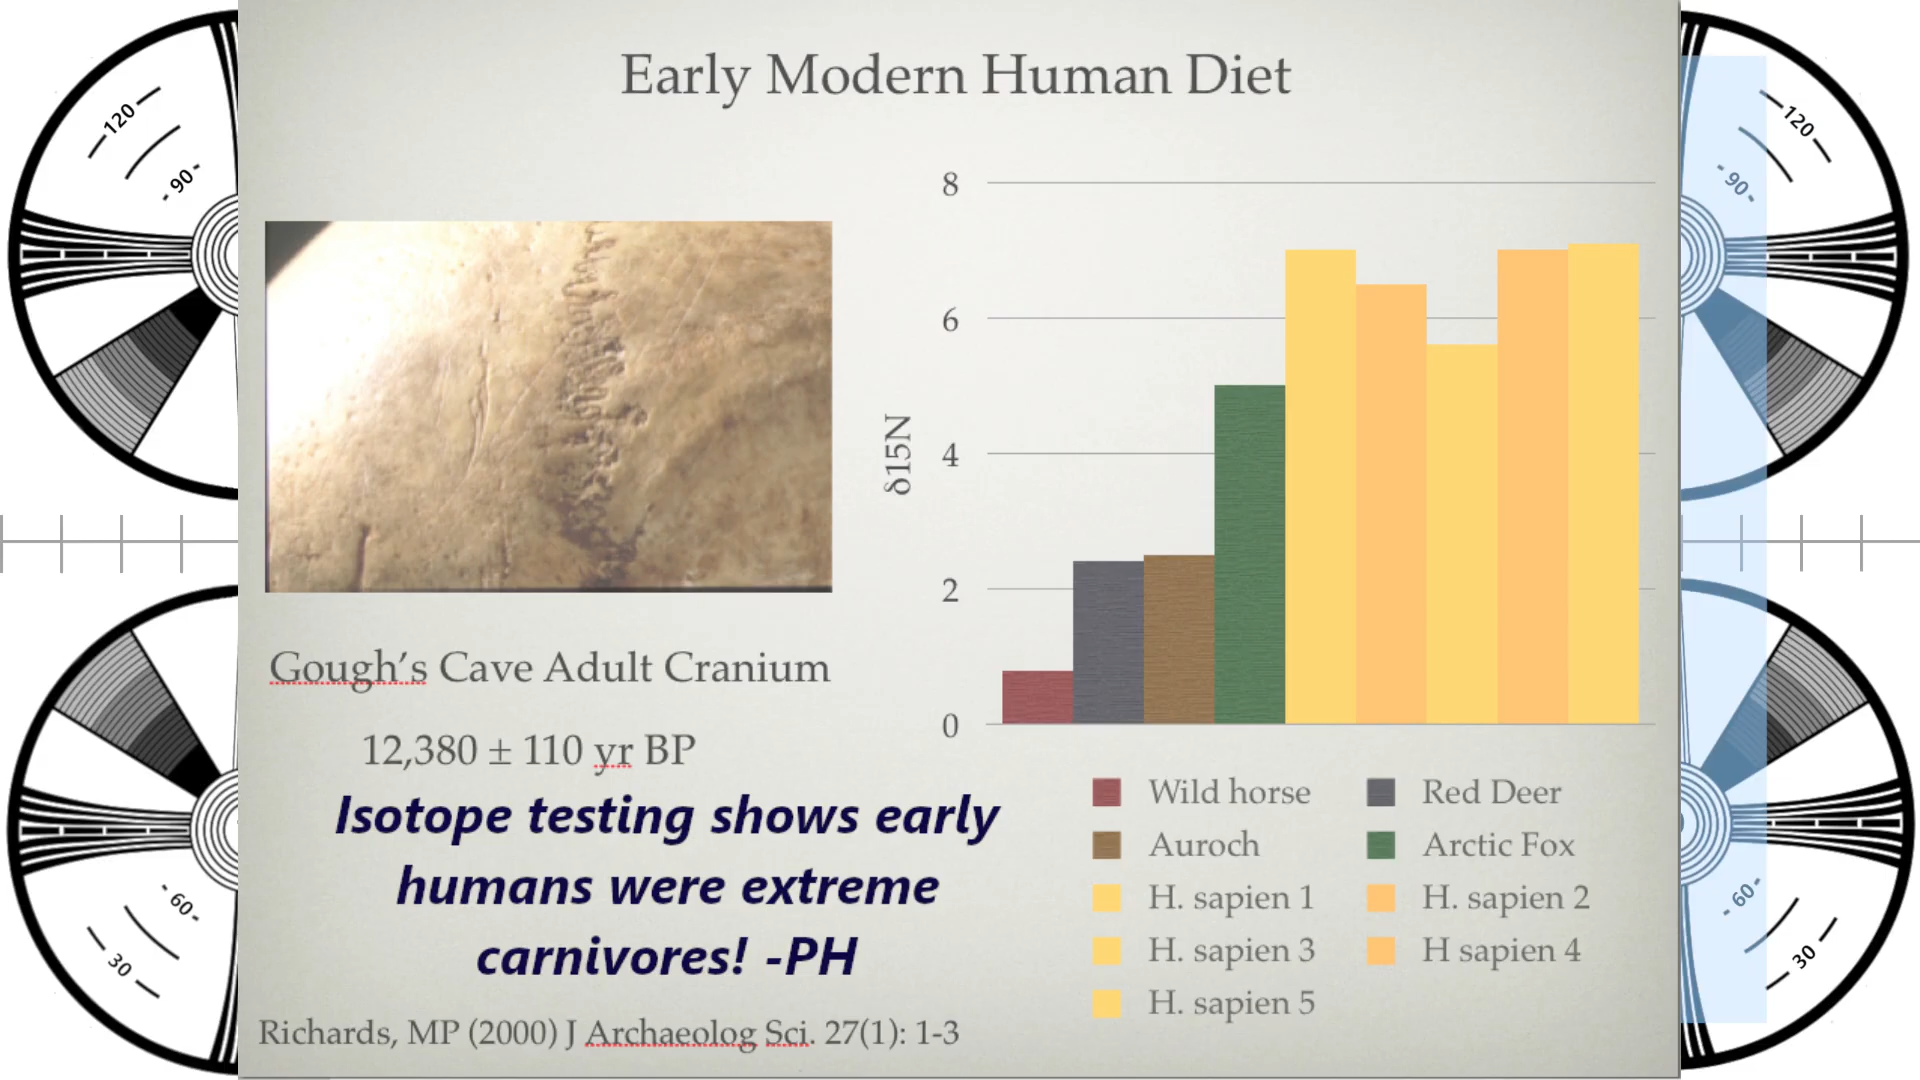 Early Modern Human Diet
120
90
120
90
8
6
4
2
0
δ15N
Gough's Cave Adult Cranium
12,380 ± 110 yr BP
Isotope testing shows early
humans were extreme
carnivores! -PH
Wild horse
Red Deer
Auroch
Arctic Fox
H. sapien 1
H. sapien 2
H. sapien 3
H sapien 4
H. sapien 5
Richards, MP (2000) J Archaeolog Sci. 27(1): 1-3
60
30
60
30